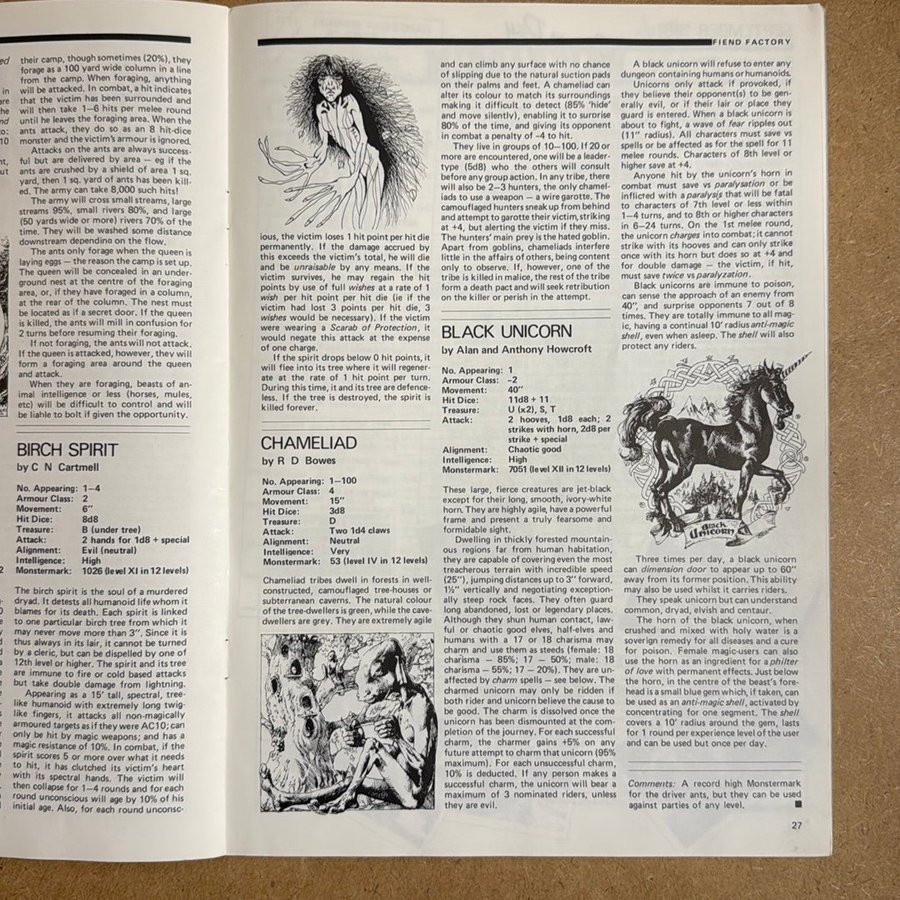 FIEND FACTORY
their camp, though sometimes (20%), they
forage as a 100 yard wide column in a line
from the camp. When foraging, anything
will be attacked. In combat, a hit indicates
that the victim has been surrounded and
will then take 1–6 hits per melee round
until he leaves the foraging area. When the
ants attack, they do so as an 8 hit-dice
monster and the victim's armour is ignored.
Attacks on the ants are always success-
ful but are delivered by area — eg if the
ants are crushed by a shield of area 1 sq.
yard, then 1 sq. yard of ants has been kill-
ed. The army can take 8,000 such hits!
The army will cross small streams, large
streams 95%, small rivers 80%, and large
(50 yards wide or more) rivers 70% of the
time. They will be washed some distance
downstream depending on the flow.
The ants only forage when the queen is
laying eggs — the reason the camp is set up.
The queen will be concealed in an under-
ground nest at the centre of the foraging
area, or, if they have foraged in a column,
at the rear of the column. The nest must
be located as if a secret door. If the queen
is killed, the ants will mill in confusion for
2 turns before resuming their foraging.
If not foraging, the ants will not attack.
If the queen is attacked, however, they will
form a foraging area around the queen
and attack.
When they are foraging, beasts of an-
imal intelligence or less (horses, mules,
etc) will be difficult to control and will
be liable to bolt if given the opportunity.
BIRCH SPIRIT
by C N Cartmell
No. Appearing: 1–4
Armour Class: 2
Movement: 6"
Hit Dice: 8d8
Treasure: B (under tree)
Attack: 2 hands for 1d8 + special
Alignment: Evil (neutral)
Intelligence: High
Monstermark: 1026 (level XI in 12 levels)
The birch spirit is the soul of a murdered
dryad. It detests all humanoid life whom it
blames for its death. Each spirit is linked
to one particular birch tree from which it
may never move more than 3". Since it is
thus always in its lair, it cannot be turned
by a cleric, but can be dispelled by one of
12th level or higher. The spirit and its tree
are immune to fire or cold based attacks
but take double damage from lightning.
Appearing as a 15' tall, spectral, tree-
like humanoid with extremely long twig-
like fingers, it attacks all non-magically
armoured targets as if they were AC10; can
only be hit by magic weapons; and has a
magic resistance of 10%. In combat, if the
spirit scores 5 or more over what it needs
to hit, it has clutched its victim's heart
with its spectral hands. The victim will
then collapse for 1–4 rounds and for each
round unconscious will age by 10% of his
initial age. Also, for each round unconsc-
ious, the victim loses 1 hit point per hit die
permanently. If the damage accrued by
this exceeds the victim's total, he will die
and be unraisable by any means. If the
victim survives, he may regain the hit
points by use of full wishes at a rate of 1
wish per hit point per hit die (ie if the
victim had lost 3 points per hit die, 3
wishes would be necessary). If the victim
were wearing a Scarab of Protection, it
would negate this attack at the expense
of one charge.
If the spirit drops below 0 hit points, it
will flee into its tree where it will regener-
ate at the rate of 1 hit point per turn.
During this time, it and its tree are defence-
less. If the tree is destroyed, the spirit is
killed forever.
CHAMELIAD
by R D Bowes
No. Appearing: 1–100
Armour Class: 4
Movement: 15"
Hit Dice: 3d8
Treasure: D
Attack: Two 1d4 claws
Alignment: Neutral
Intelligence: Very
Monstermark: 53 (level IV in 12 levels)
Chameliad tribes dwell in forests in well-
constructed, camouflaged tree-houses or
subterranean caverns. The natural colour
of the tree-dwellers is green, while the cave-
dwellers are grey. They are extremely agile
and can climb any surface with no chance
of slipping due to the natural suction pads
on their palms and feet. A chameliad can
alter its colour to match its surroundings
making it difficult to detect (85% 'hide'
and move silently), enabling it to surprise
80% of the time, and giving its opponent
in combat a penalty of –4 to hit.
They live in groups of 10–100. If 20 or
more are encountered, one will be a leader-
type (5d8) who the others will consult
before any group action. In any tribe, there
will also be 2–3 hunters, the only chamel-
iads to use a weapon — a wire garotte. The
camouflaged hunters sneak up from behind
and attempt to garotte their victim, striking
at +4, but alerting the victim if they miss.
The hunters' main prey is the hated goblin.
Apart from goblins, chameliads interfere
little in the affairs of others, being content
only to observe. If, however, one of the
tribe is killed in malice, the rest of the tribe
form a death pact and will seek retribution
on the killer or perish in the attempt.
BLACK UNICORN
by Alan and Anthony Howcroft
No. Appearing: 1
Armour Class: –2
Movement: 40"
Hit Dice: 11d8 + 11
Treasure: U (x2), S, T
Attack: 2 hooves, 1d8 each; 2
strikes with horn, 2d8 per
strike + special
Alignment: Chaotic good
Intelligence: High
Monstermark: 7051 (level XII in 12 levels)
These large, fierce creatures are jet-black
except for their long, smooth, ivory-white
horn. They are highly agile, have a powerful
frame and present a truly fearsome and
formidable sight.
Dwelling in thickly forested mountain-
ous regions far from human habitation,
they are capable of covering even the most
treacherous terrain with incredible speed
(25"), jumping distances up to 3" forward,
1½" vertically and negotiating exception-
ally steep rock faces. They often guard
long abandoned, lost or legendary places.
Although they shun human contact, law-
ful or chaotic good elves, half-elves and
humans with a 17 or 18 charisma may
charm and use them as steeds (female: 18
charisma — 85%; 17 — 50%; male: 18
charisma — 55%; 17 — 20%). They are un-
affected by charm spells — see below. The
charmed unicorn may only be ridden if
both rider and unicorn believe the cause to
be good. The charm is dissolved once the
unicorn has been dismounted at the com-
pletion of the journey. For each successful
charm, the charmer gains +5% on any
future attempt to charm that unicorn (95%
maximum). For each unsuccessful charm,
10% is deducted. If any person makes a
successful charm, the unicorn will bear a
maximum of 3 nominated riders, unless
they are evil.
A black unicorn will refuse to enter any
dungeon containing humans or humanoids.
Unicorns only attack if provoked, if
they believe their opponent(s) to be gen-
erally evil, or if their lair or place they
guard is entered. When a black unicorn is
about to fight, a wave of fear ripples out
(11" radius). All characters must save vs
spells or be affected as for the spell for 11
melee rounds. Characters of 8th level or
higher save at +4.
Anyone hit by the unicorn's horn in
combat must save vs paralysation or be
inflicted with a paralysis that will be fatal
to characters of 7th level or less within
1–4 turns, and to 8th or higher characters
in 6–24 turns. On the 1st melee round,
the unicorn charges into combat; it cannot
strike with its hooves and can only strike
once with its horn but does so at +4 and
for double damage — the victim, if hit,
must save twice vs paralyzation.
Black unicorns are immune to poison,
can sense the approach of an enemy from
40", and surprise opponents 7 out of 8
times. They are totally immune to all mag-
ic, having a continual 10' radius anti-magic
shell, even when asleep. The shell will also
protect any riders.
Black
Unicorn
Three times per day, a black unicorn
can dimension door to appear up to 60"
away from its former position. This ability
may also be used whilst it carries riders.
They speak unicorn but can understand
common, dryad, elvish and centaur.
The horn of the black unicorn, when
crushed and mixed with holy water is a
soverign remedy for all diseases and a cure
for poison. Female magic-users can also
use the horn as an ingredient for a philter
of love with permanent effects. Just below
the horn, in the centre of the beast's fore-
head is a small blue gem which, if taken, can
be used as an anti-magic shell, activated by
concentrating for one segment. The shell
covers a 10' radius around the gem, lasts
for 1 round per experience level of the user
and can be used but once per day.
Comments: A record high Monstermark
for the driver ants, but they can be used
against parties of any level.
27